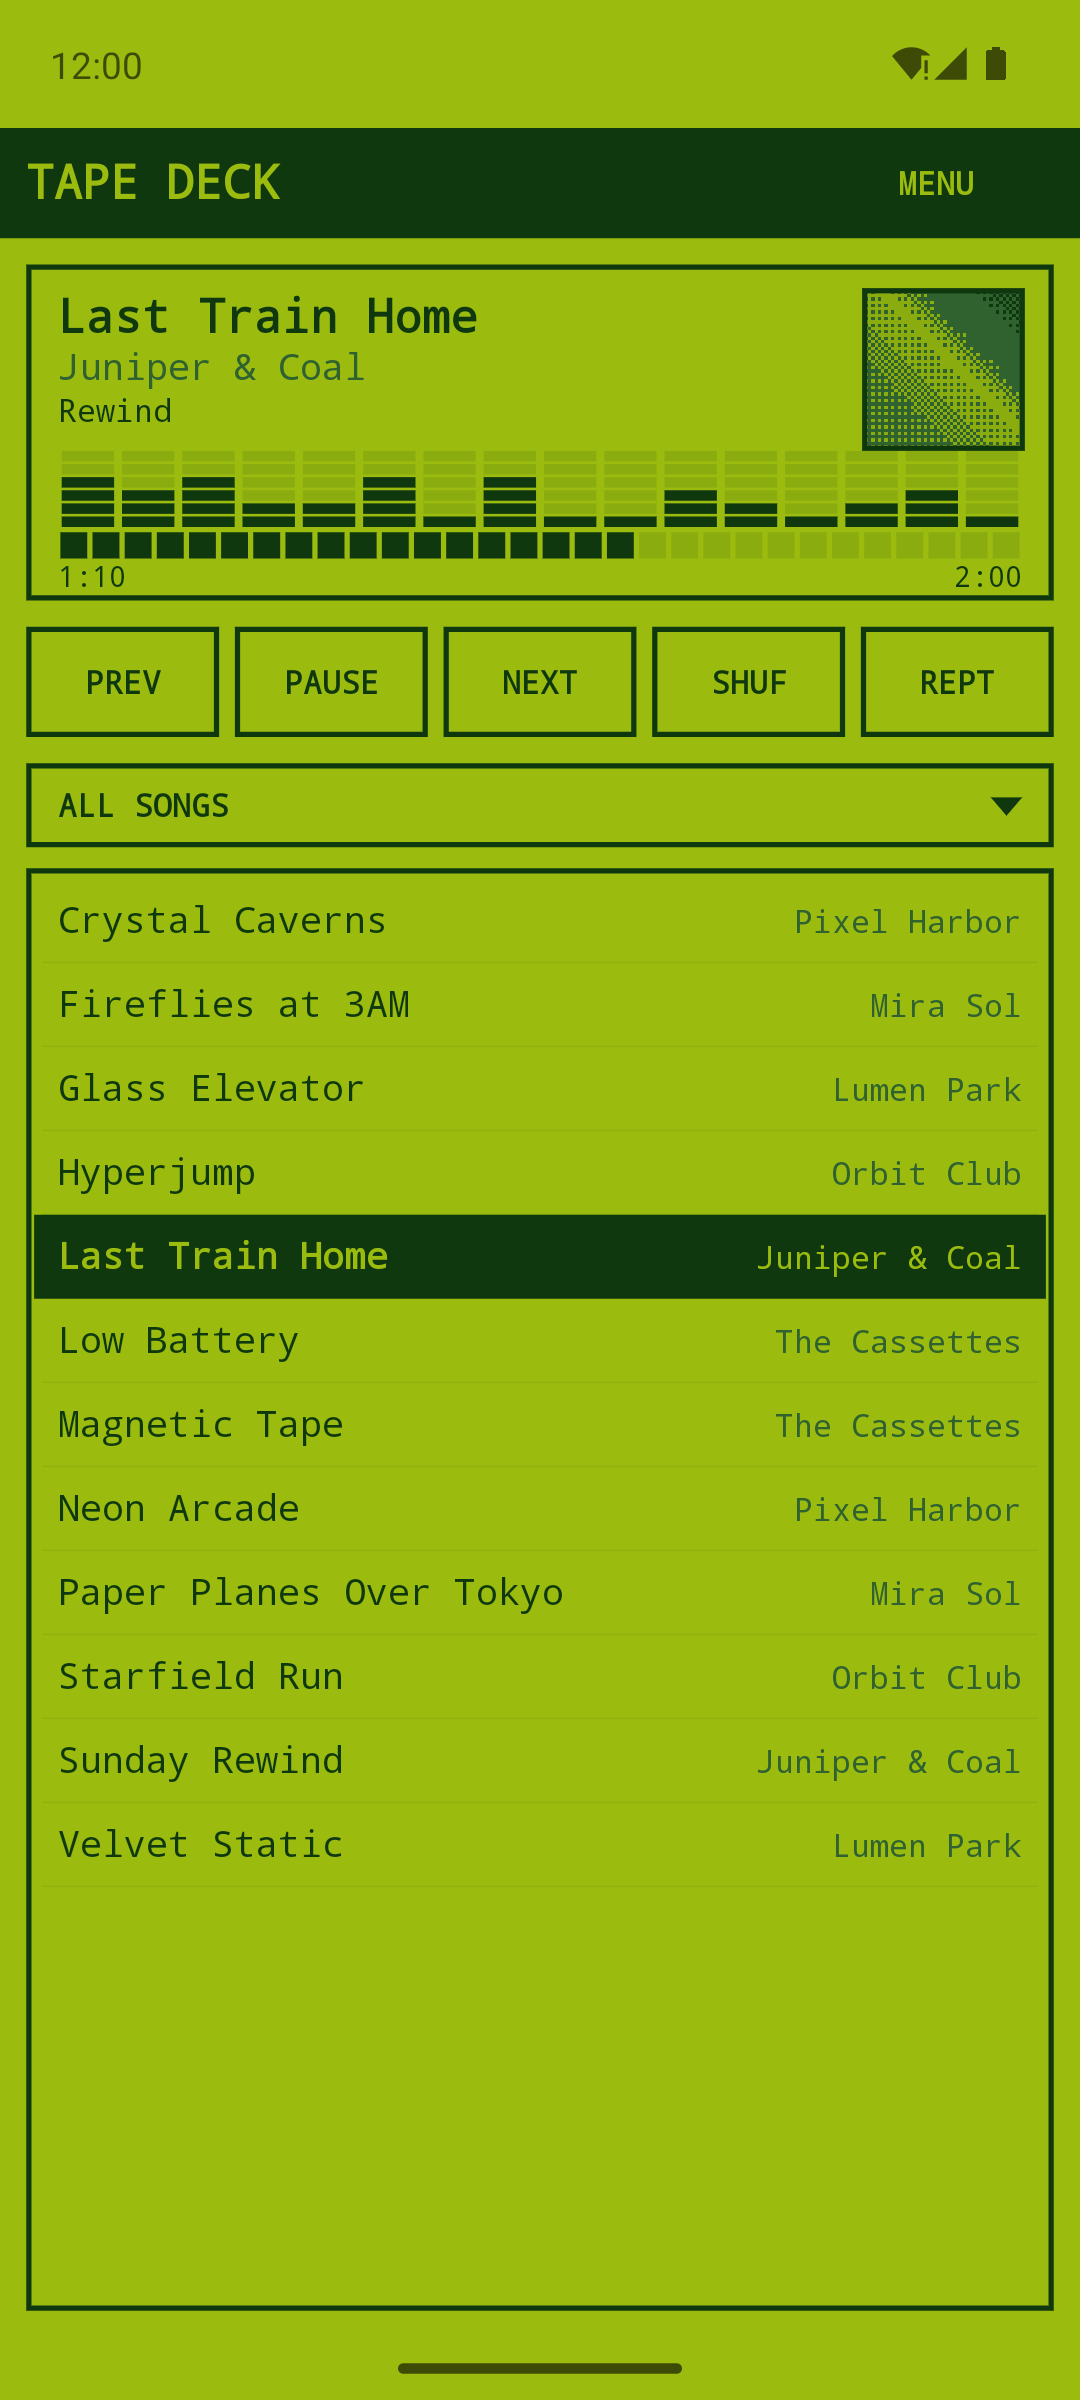 12:00
TAPE DECK MENU
Last Train Home
Juniper & Coal
Rewind
1:10 2:00
PREV PAUSE NEXT SHUF REPT
ALL SONGS
Crystal Caverns Pixel Harbor
Fireflies at 3AM Mira Sol
Glass Elevator Lumen Park
Hyperjump Orbit Club
Last Train Home Juniper & Coal
Low Battery The Cassettes
Magnetic Tape The Cassettes
Neon Arcade Pixel Harbor
Paper Planes Over Tokyo Mira Sol
Starfield Run Orbit Club
Sunday Rewind Juniper & Coal
Velvet Static Lumen Park